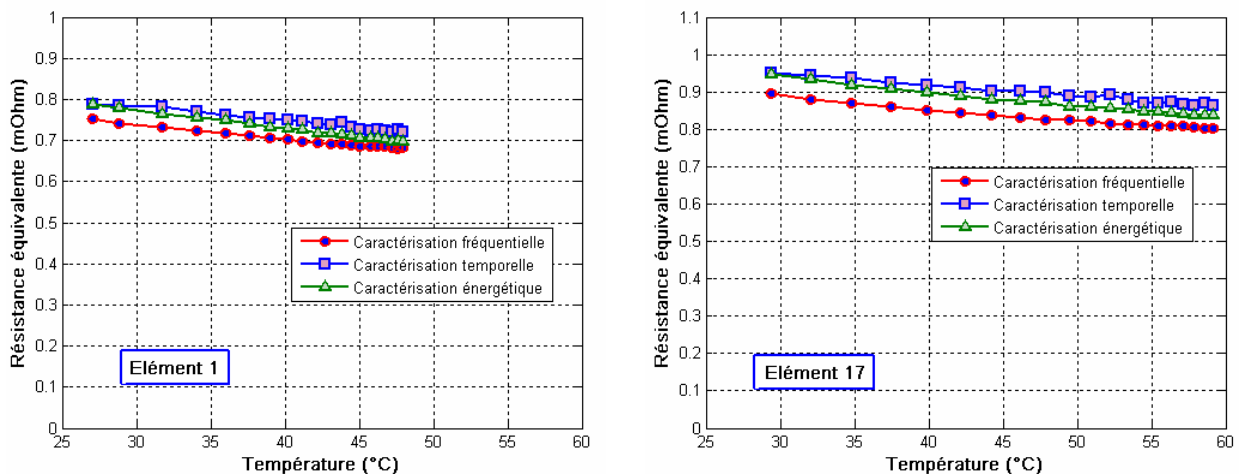 Résistance équivalente (mOhm)
1
0.9
0.8
0.7
0.6
0.5
0.4
0.3
0.2
0.1
0
Caractérisation fréquentielle
Caractérisation temporelle
Caractérisation énergétique
Elément 1
25 30 35 40 45 50 55 60
Température (°C)
Résistance équivalente (mOhm)
1.1
1
0.9
0.8
0.7
0.6
0.5
0.4
0.3
0.2
0.1
0
Caractérisation fréquentielle
Caractérisation temporelle
Caractérisation énergétique
Elément 17
25 30 35 40 45 50 55 60
Température (°C)